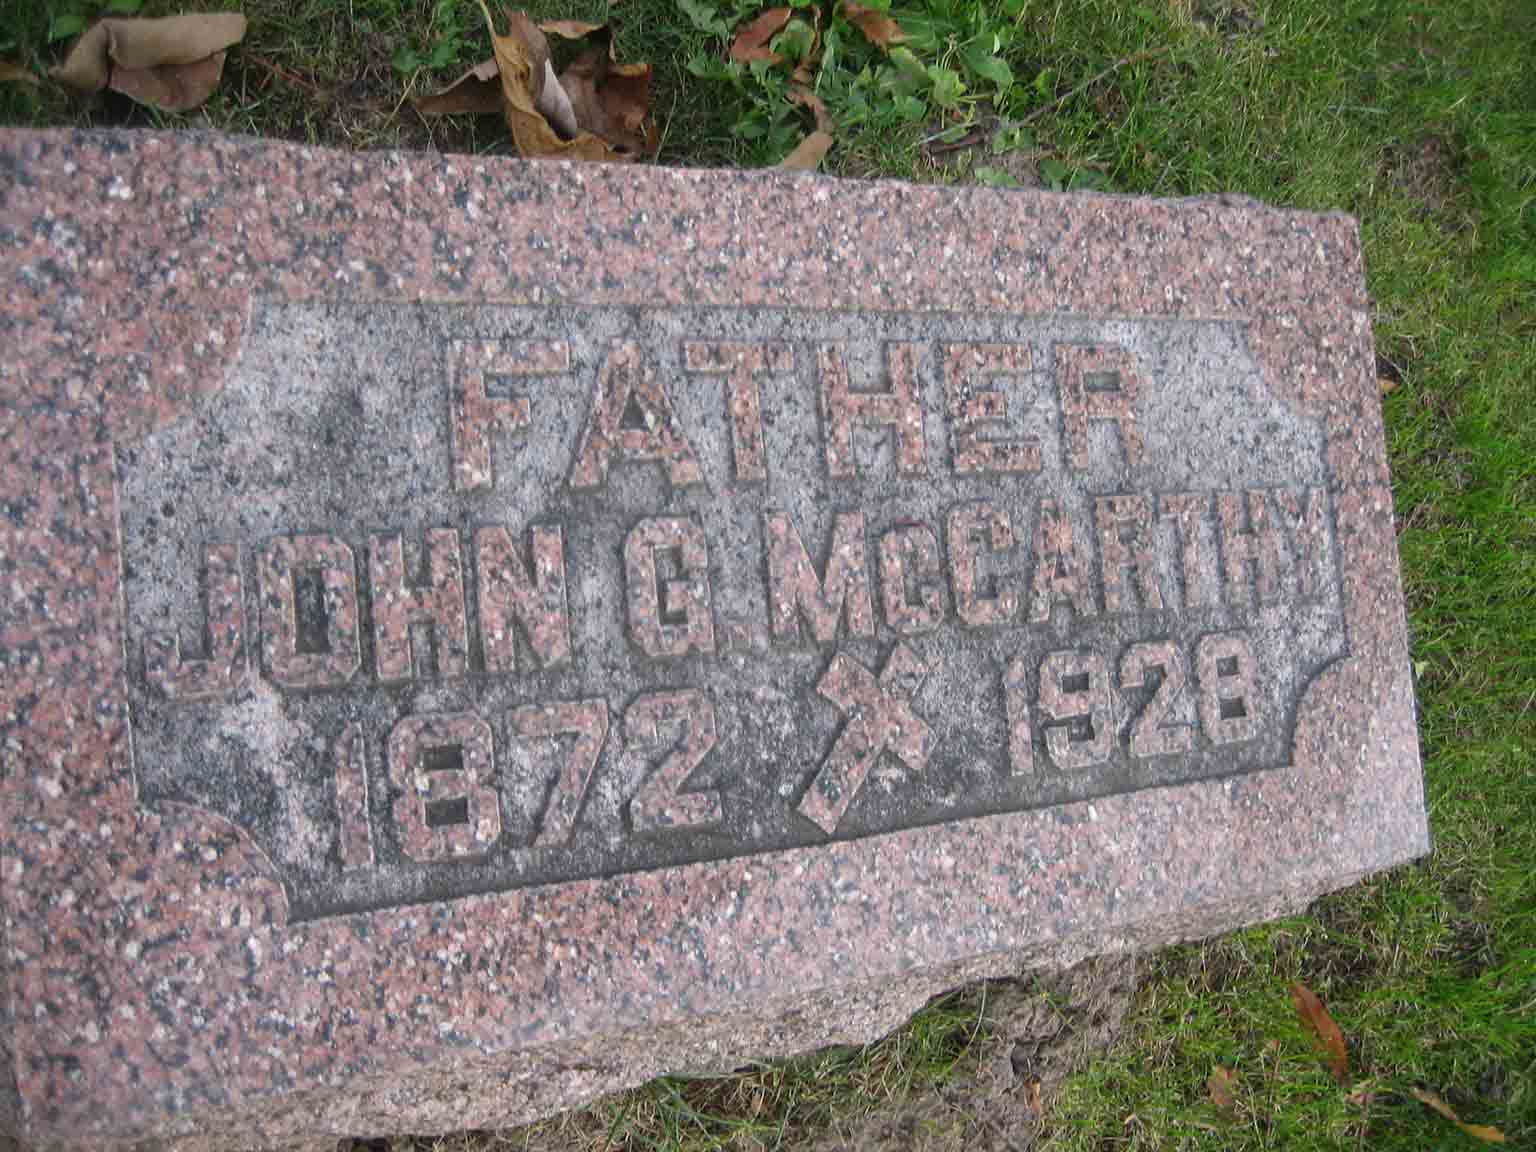 FATHER
JOHN G. McCARTHY
1872 1928